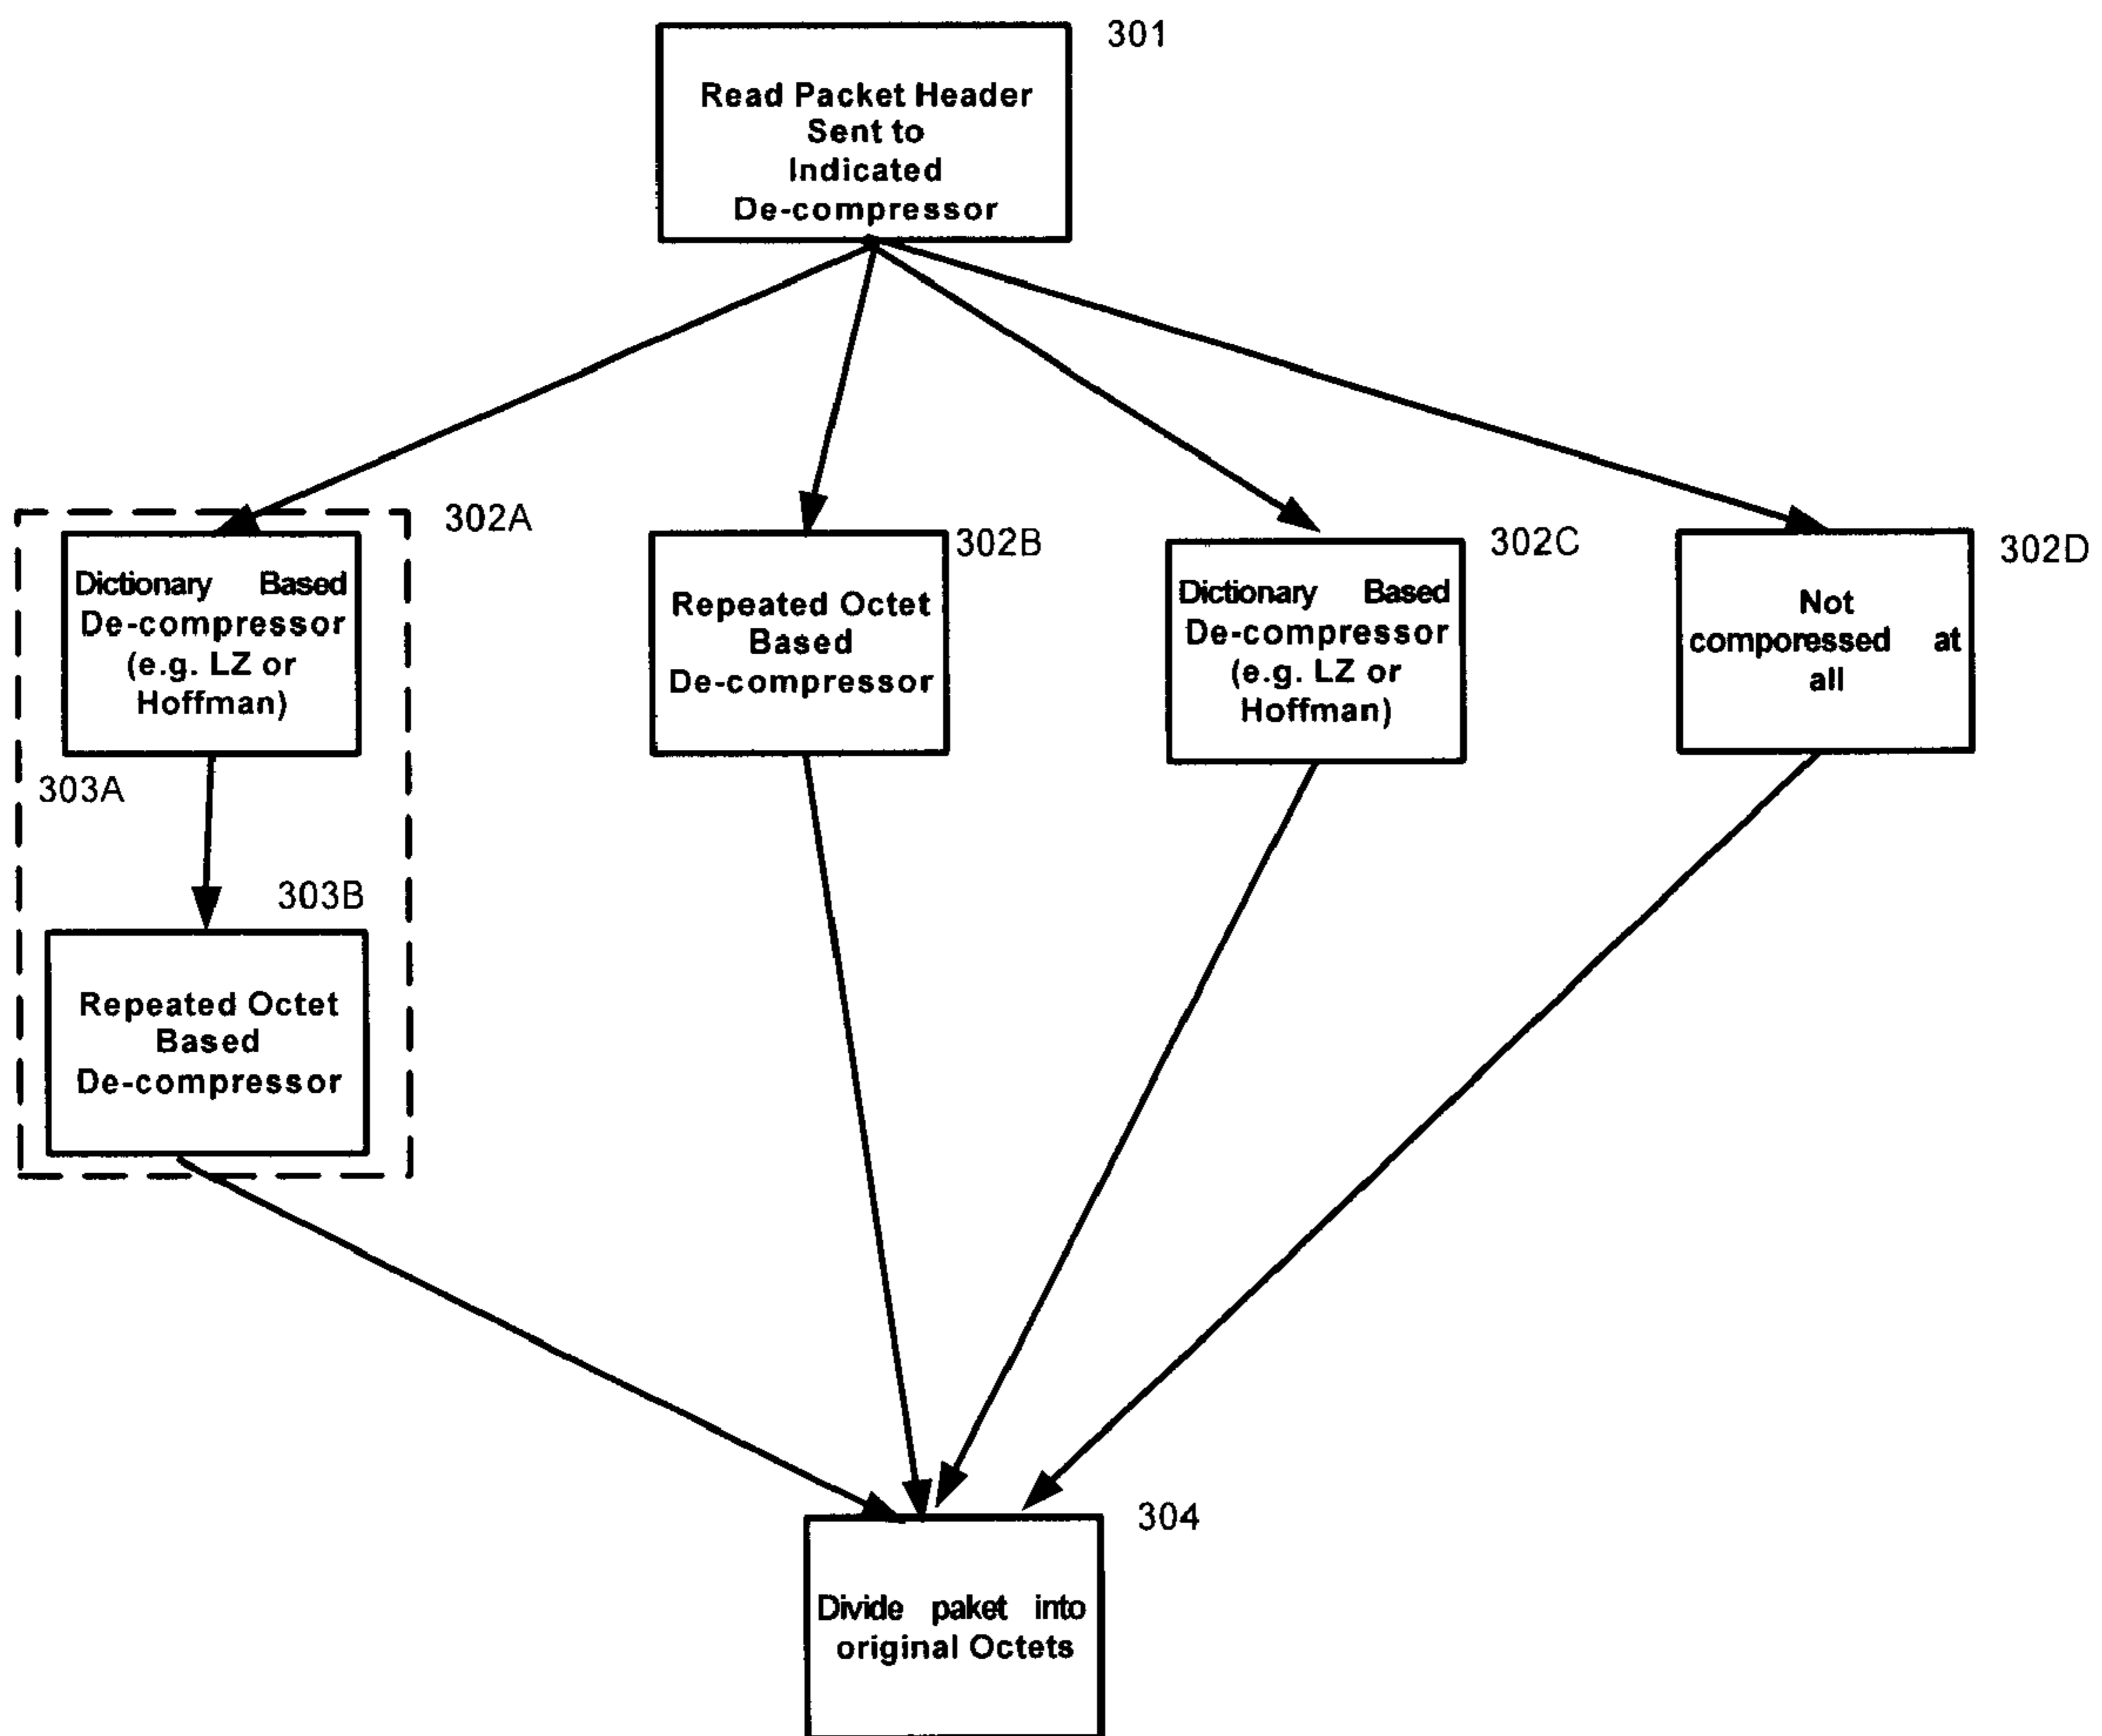 301
Read Packet Header
Sent to
Indicated
De-compressor
302A
Dictionary Based
De-compressor
(e.g. LZ or
Hoffman)
303A
303B
Repeated Octet
Based
De-compressor
302B
Repeated Octet
Based
De-compressor
302C
Dictionary Based
De-compressor
(e.g. LZ or
Hoffman)
302D
Not
comporessed at
all
304
Divide paket into
original Octets